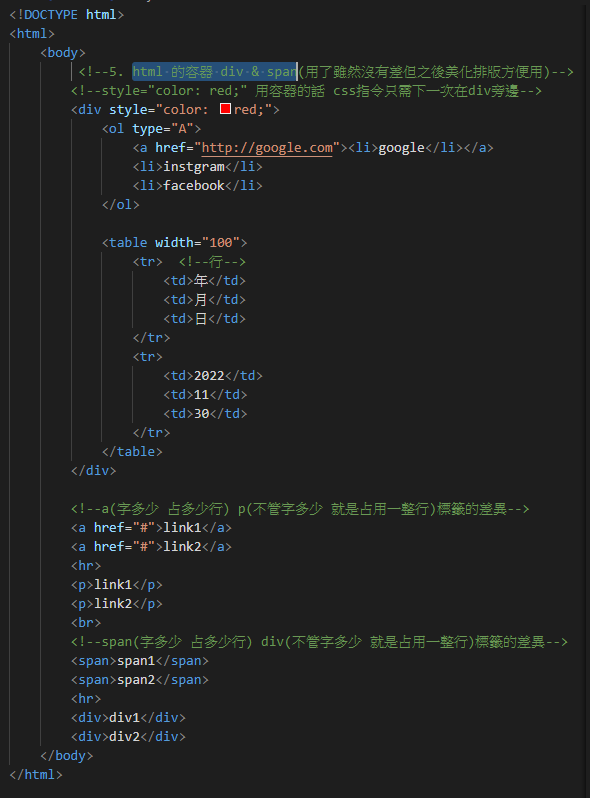 <!DOCTYPE html>
<html>
<body>
<!--5. html 的容器 div & span(用了雖然沒有差但之後美化排版方便用)-->
<!--style="color: red;" 用容器的話 css指令只需下一次在div旁邊-->
<div style="color: red;">
<ol type="A">
<a href="http://google.com"><li>google</li></a>
<li>instgram</li>
<li>facebook</li>
</ol>
<table width="100">
<tr> <!--行-->
<td>年</td>
<td>月</td>
<td>日</td>
</tr>
<tr>
<td>2022</td>
<td>11</td>
<td>30</td>
</tr>
</table>
</div>
<!--a(字多少 占多少行) p(不管字多少 就是占用一整行)標籤的差異-->
<a href="#">link1</a>
<a href="#">link2</a>
<hr>
<p>link1</p>
<p>link2</p>
<br>
<!--span(字多少 占多少行) div(不管字多少 就是占用一整行)標籤的差異-->
<span>span1</span>
<span>span2</span>
<hr>
<div>div1</div>
<div>div2</div>
</body>
</html>